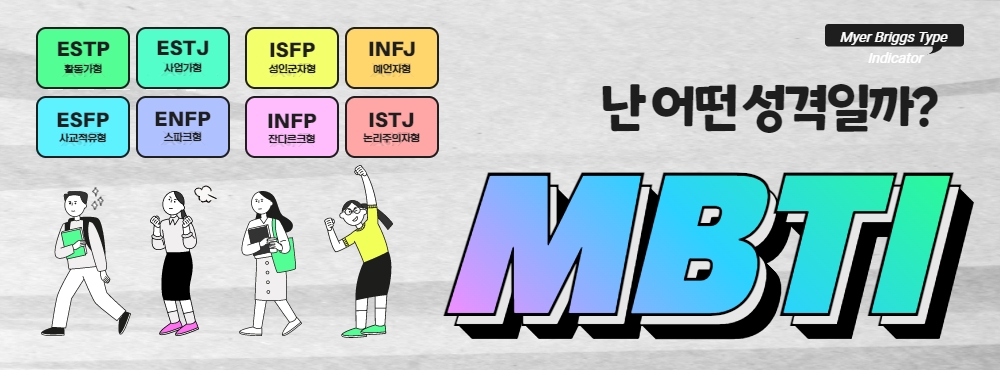 ESTP
활동가형
ESTJ
사업가형
ISFP
성인군자형
INFJ
예언자형
ESFP
사교적유형
ENFP
스파크형
INFP
잔다르크형
ISTJ
논리주의자형
Myer Briggs Type
Indicator
난 어떤 성격일까?
MBTI